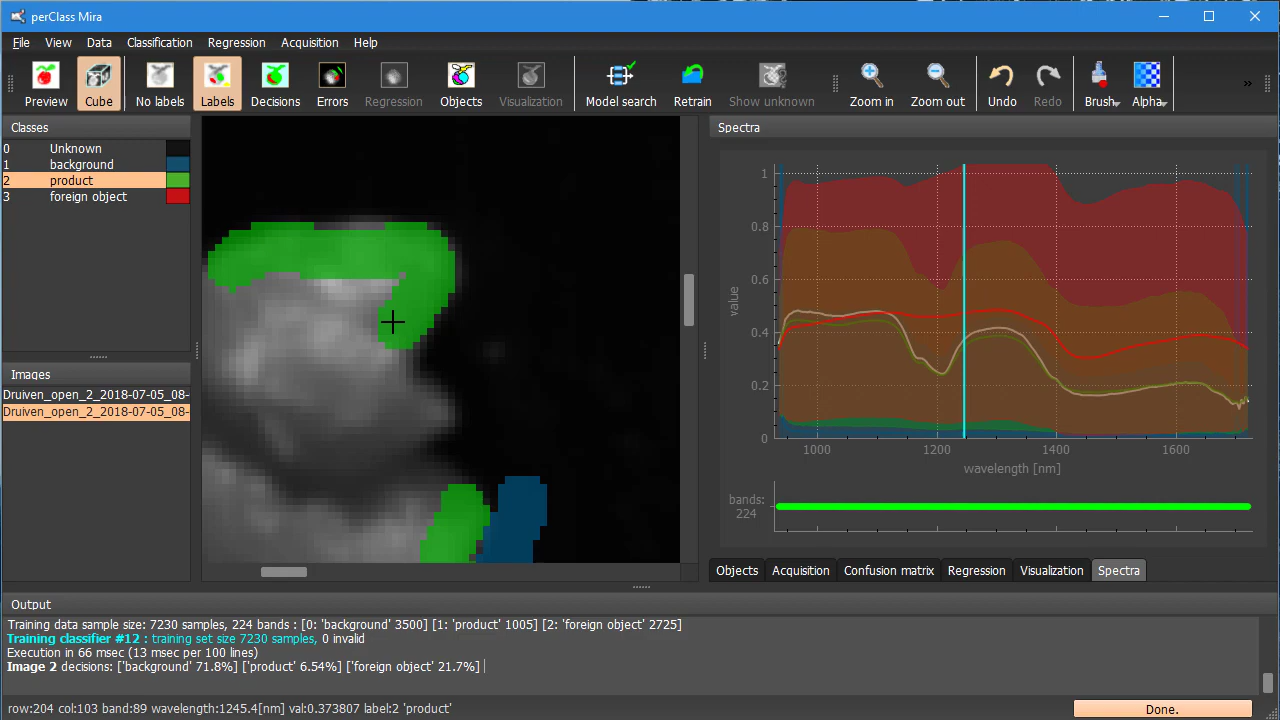 perClass Mira
File View Data Classification Regression Acquisition Help
Preview Cube No labels Labels Decisions Errors Regression Objects Visualization Model search Retrain Show unknown Zoom in Zoom out Undo Redo Brush Alpha »
Classes
0 Unknown
1 background
2 product
3 foreign object
Images
Druiven_open_2_2018-07-05_08-
Druiven_open_2_2018-07-05_08-
Spectra
1
0.8
0.6
0.4
0.2
0
value
1000 1200 1400 1600
wavelength [nm]
bands:
224
Objects Acquisition Confusion matrix Regression Visualization Spectra
Output
Training data sample size: 7230 samples, 224 bands : [0: 'background' 3500] [1: 'product' 1005] [2: 'foreign object' 2725]
Training classifier #12 : training set size 7230 samples, 0 invalid
Execution in 66 msec (13 msec per 100 lines)
Image 2 decisions: ['background' 71.8%] ['product' 6.54%] ['foreign object' 21.7%]
row:204 col:103 band:89 wavelength:1245.4[nm] val:0.373807 label:2 'product'
Done.